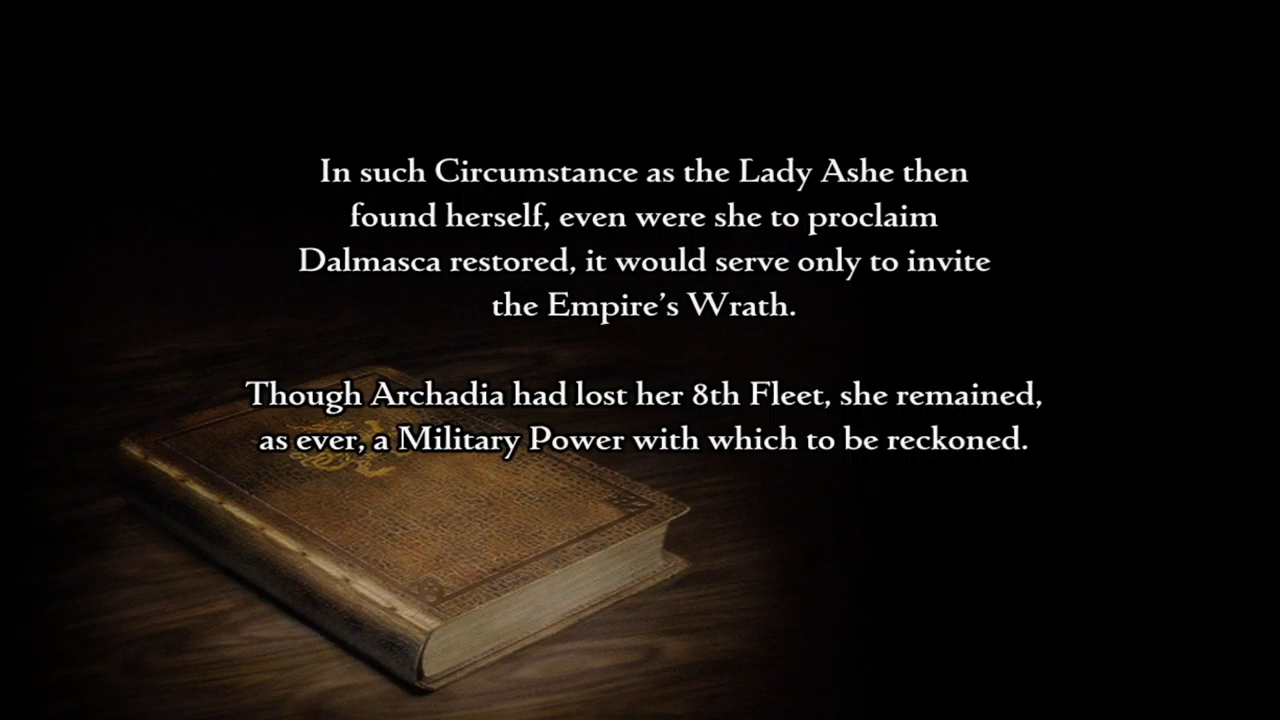 In such Circumstance as the Lady Ashe then
found herself, even were she to proclaim
Dalmasca restored, it would serve only to invite
the Empire’s Wrath.
Though Archadia had lost her 8th Fleet, she remained,
as ever, a Military Power with which to be reckoned.